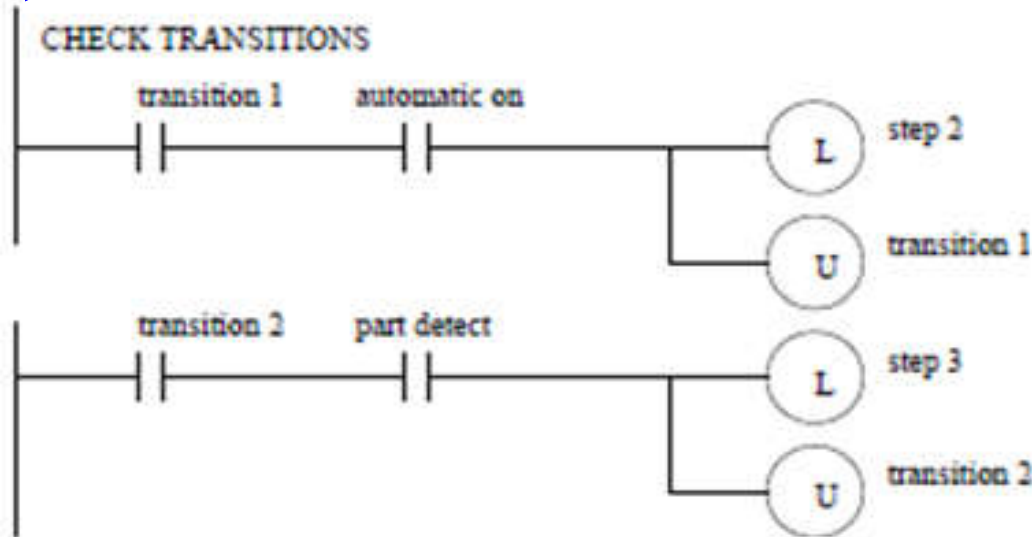 CHECK TRANSITIONS
transition 1 automatic on
L step 2
U transition 1
transition 2 part detect
L step 3
U transition 2